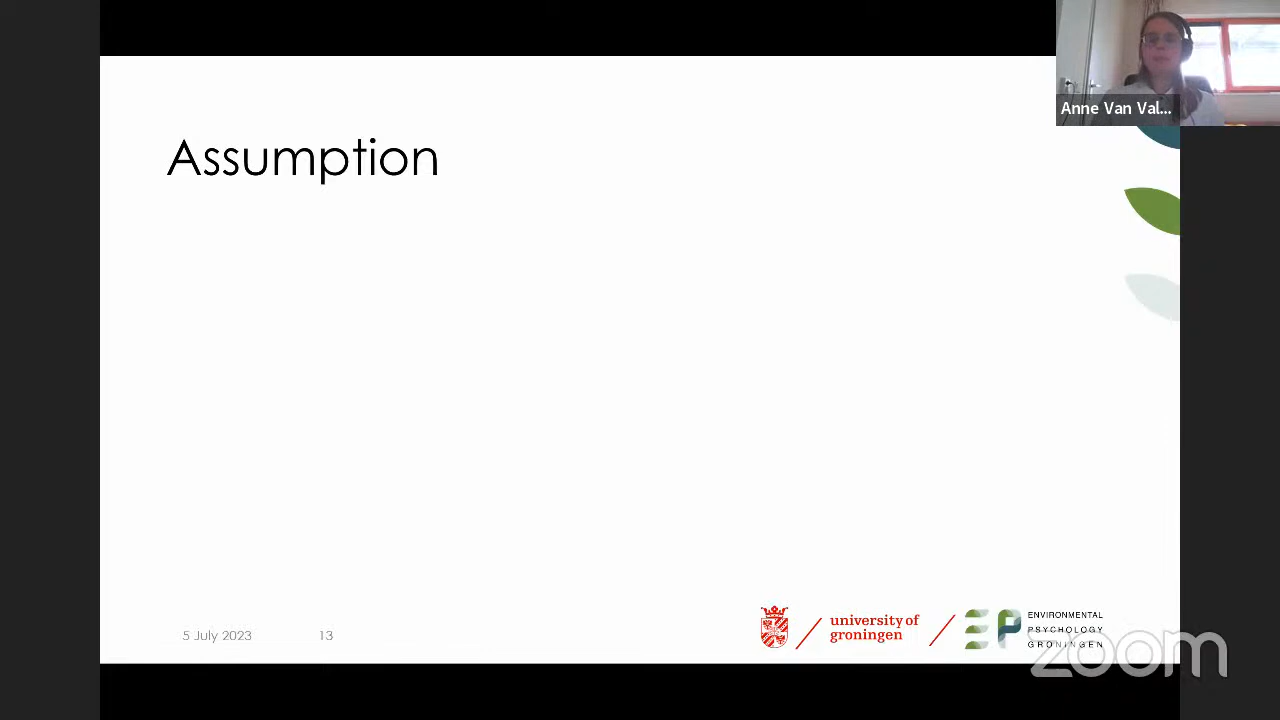 Anne Van Val...
Assumption
5 July 2023
13
university of
groningen
ENVIRONMENTAL
PSYCHOLOGY
GRONINGEN
zoom